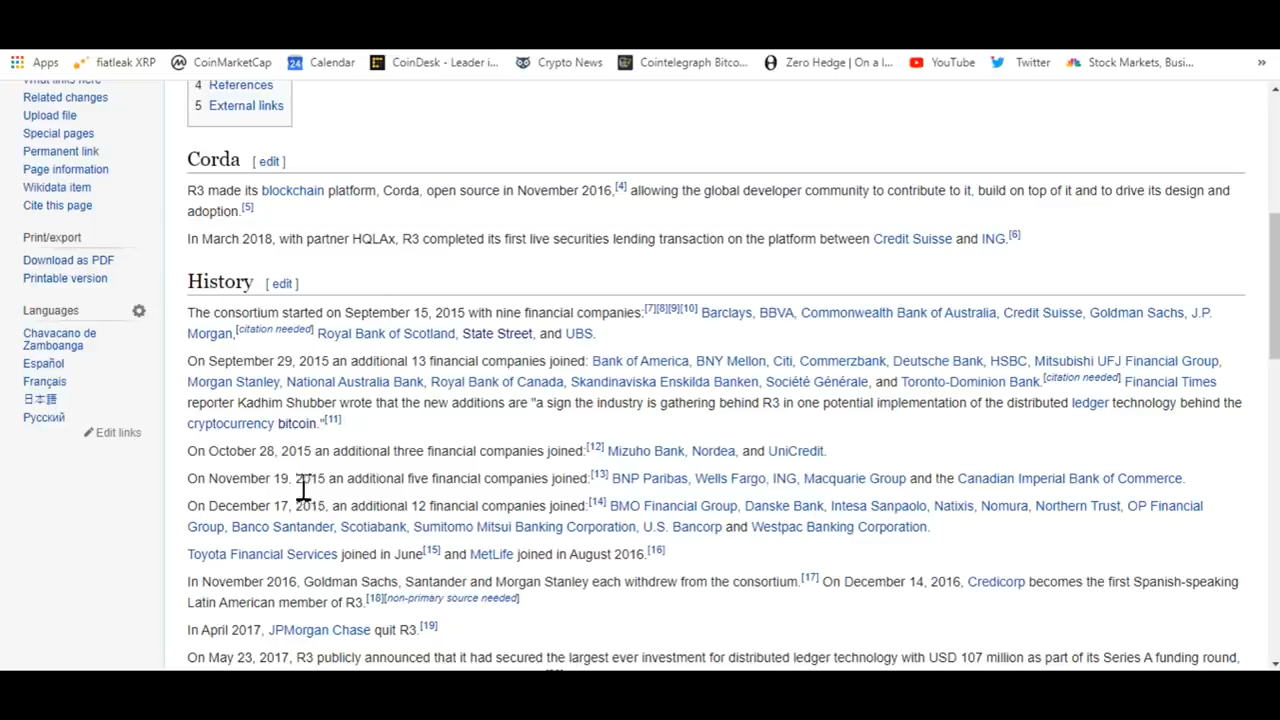 Apps fiatleak XRP CoinMarketCap 24 Calendar CoinDesk - Leader i... Crypto News Cointelegraph Bitco... Zero Hedge | On a l... YouTube Twitter Stock Markets, Busi... »
What links here
Related changes
Upload file
Special pages
Permanent link
Page information
Wikidata item
Cite this page
Print/export
Download as PDF
Printable version
Languages
Chavacano de
Zamboanga
Español
Français
日本語
Русский
Edit links
4 References
5 External links
Corda [ edit ]
R3 made its blockchain platform, Corda, open source in November 2016,[4] allowing the global developer community to contribute to it, build on top of it and to drive its design and
adoption.[5]
In March 2018, with partner HQLAx, R3 completed its first live securities lending transaction on the platform between Credit Suisse and ING.[6]
History [ edit ]
The consortium started on September 15, 2015 with nine financial companies:[7][8][9][10] Barclays, BBVA, Commonwealth Bank of Australia, Credit Suisse, Goldman Sachs, J.P.
Morgan,[citation needed] Royal Bank of Scotland, State Street, and UBS.
On September 29, 2015 an additional 13 financial companies joined: Bank of America, BNY Mellon, Citi, Commerzbank, Deutsche Bank, HSBC, Mitsubishi UFJ Financial Group,
Morgan Stanley, National Australia Bank, Royal Bank of Canada, Skandinaviska Enskilda Banken, Société Générale, and Toronto-Dominion Bank.[citation needed] Financial Times
reporter Kadhim Shubber wrote that the new additions are "a sign the industry is gathering behind R3 in one potential implementation of the distributed ledger technology behind the
cryptocurrency bitcoin."[11]
On October 28, 2015 an additional three financial companies joined:[12] Mizuho Bank, Nordea, and UniCredit.
On November 19. 2015 an additional five financial companies joined:[13] BNP Paribas, Wells Fargo, ING, Macquarie Group and the Canadian Imperial Bank of Commerce.
On December 17, 2015, an additional 12 financial companies joined:[14] BMO Financial Group, Danske Bank, Intesa Sanpaolo, Natixis, Nomura, Northern Trust, OP Financial
Group, Banco Santander, Scotiabank, Sumitomo Mitsui Banking Corporation, U.S. Bancorp and Westpac Banking Corporation.
Toyota Financial Services joined in June[15] and MetLife joined in August 2016.[16]
In November 2016, Goldman Sachs, Santander and Morgan Stanley each withdrew from the consortium.[17] On December 14, 2016, Credicorp becomes the first Spanish-speaking
Latin American member of R3.[18][non-primary source needed]
In April 2017, JPMorgan Chase quit R3.[19]
On May 23, 2017, R3 publicly announced that it had secured the largest ever investment for distributed ledger technology with USD 107 million as part of its Series A funding round,